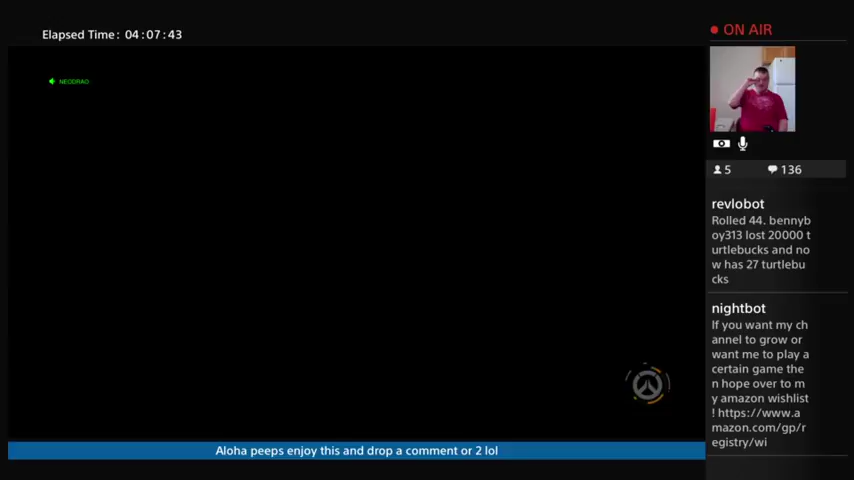 Elapsed Time: 04:07:43
ON AIR
NEODRAO
5
136
revlobot
Rolled 44. bennyb
oy313 lost 20000 t
urtlebucks and no
w has 27 turtlebu
cks
nightbot
If you want my ch
annel to grow or
want me to play a
certain game the
n hope over to m
y amazon wishlist
! https://www.a
mazon.com/gp/r
egistry/wi
Aloha peeps enjoy this and drop a comment or 2 lol